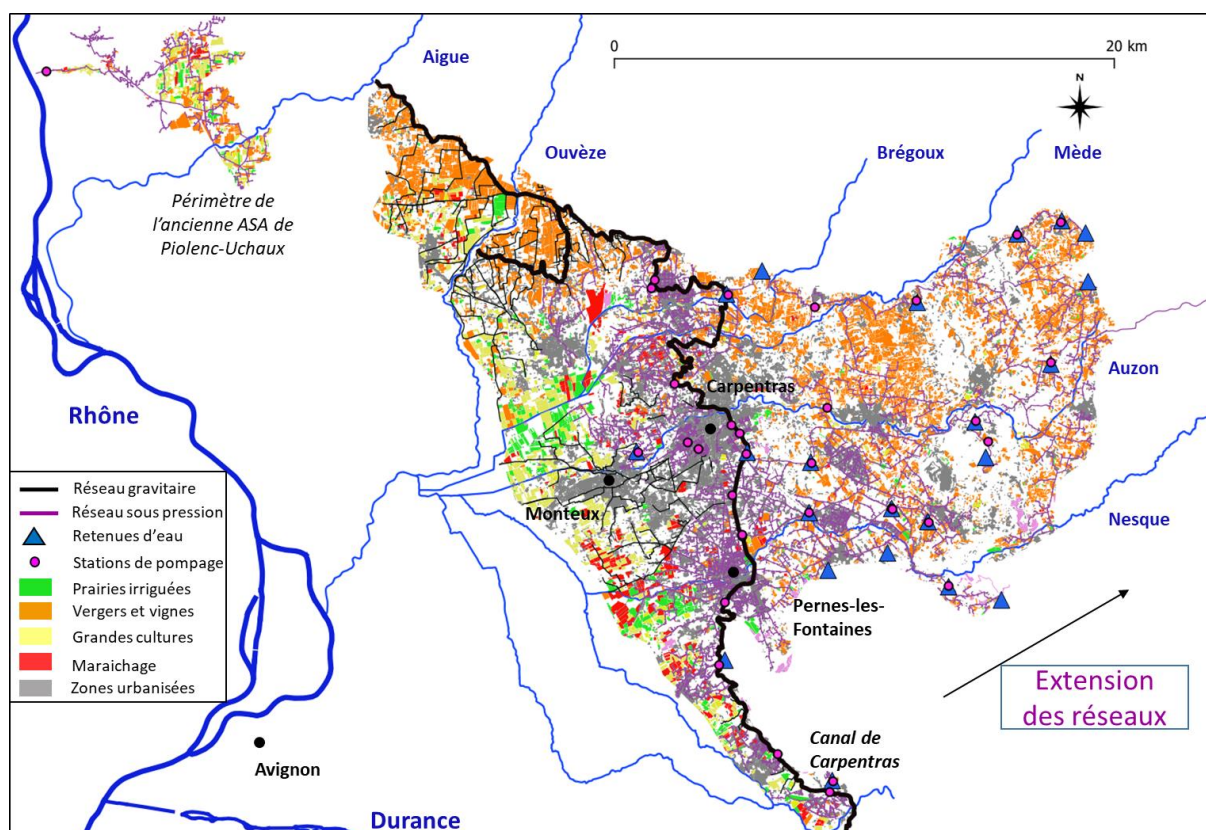 Aigue
0
20 km
N
Ouvèze
Brégoux
Mède
Périmètre de
l'ancienne ASA de
Piolenc-Uchaux
Auzon
Carpentras
Rhône
Monteux
Nesque
Réseau gravitaire
Réseau sous pression
Retenues d'eau
Stations de pompage
Prairies irriguées
Vergers et vignes
Grandes cultures
Maraichage
Zones urbanisées
Pernes-les-
Fontaines
Extension
des réseaux
Canal de
Carpentras
Avignon
Durance